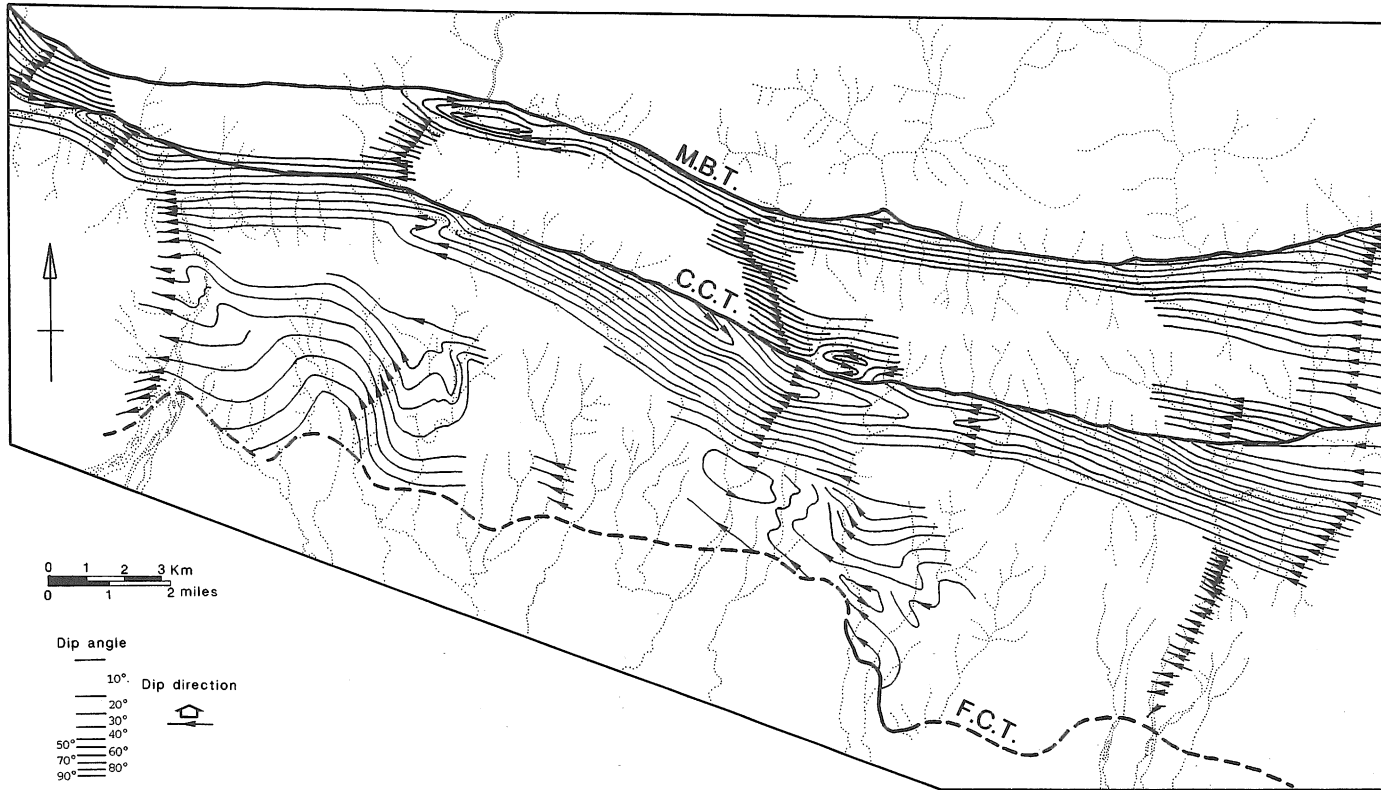 M.B.T.
C.C.T.
F.C.T.
0 1 2 3 Km
0 1 2 miles
Dip angle
10°.
Dip direction
20°
30°
40°
50° 60°
70° 80°
90°